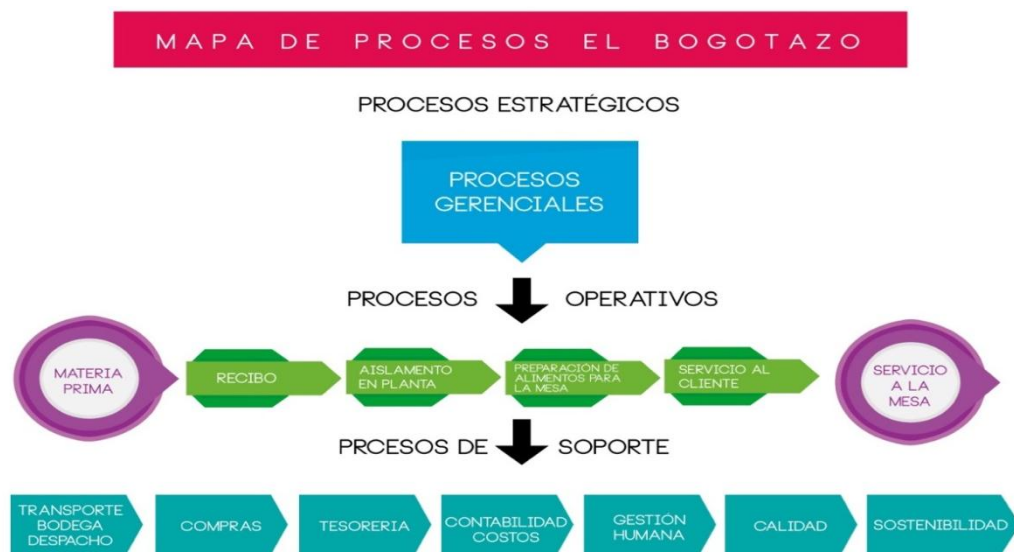 MAPA DE PROCESOS EL BOGOTAZO
PROCESOS ESTRATÉGICOS
PROCESOS
GERENCIALES
PROCESOS OPERATIVOS
MATERIA
PRIMA
RECIBO
AISLAMENTO
EN PLANTA
PREPARACIÓN DE
ALIMENTOS PARA
LA MESA
SERVICIO AL
CLIENTE
SERVICIO
A LA
MESA
PRCESOS DE SOPORTE
TRANSPORTE
BODEGA
DESPACHO
COMPRAS
TESORERIA
CONTABILIDAD
COSTOS
GESTIÓN
HUMANA
CALIDAD
SOSTENIBILIDAD